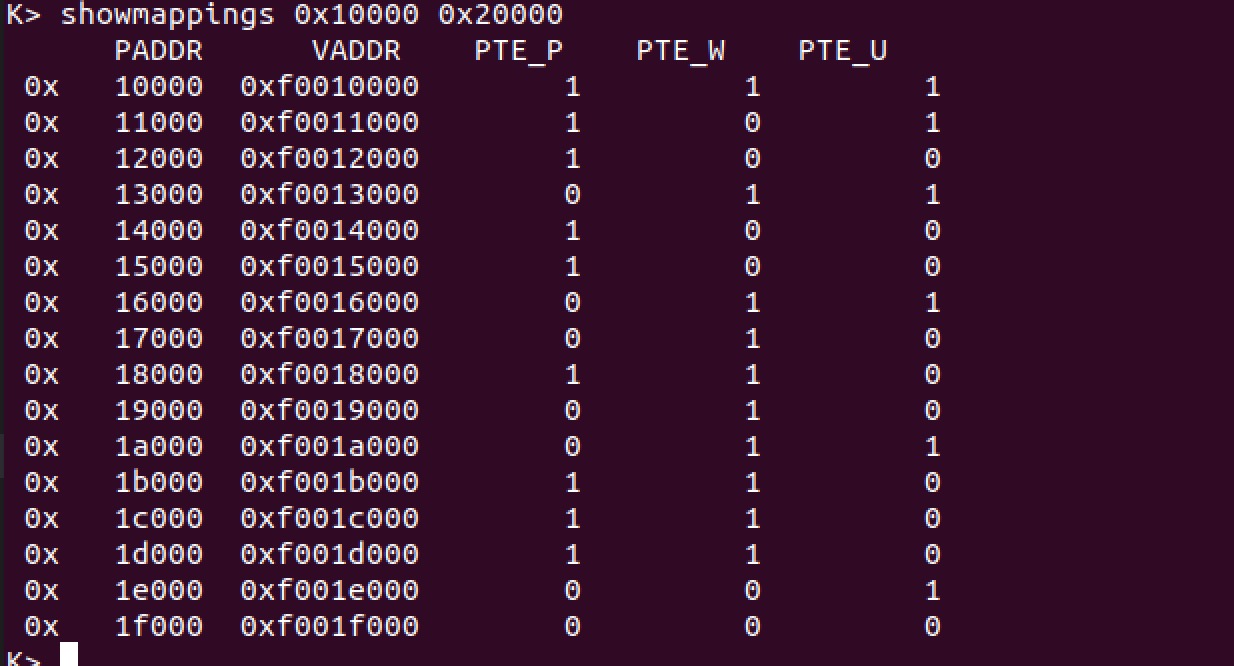 K> showmappings 0x10000 0x20000
PADDR VADDR PTE_P PTE_W PTE_U
0x 10000 0xf0010000 1 1 1
0x 11000 0xf0011000 1 0 1
0x 12000 0xf0012000 1 0 0
0x 13000 0xf0013000 0 1 1
0x 14000 0xf0014000 1 0 0
0x 15000 0xf0015000 1 0 0
0x 16000 0xf0016000 0 1 1
0x 17000 0xf0017000 0 1 0
0x 18000 0xf0018000 1 1 0
0x 19000 0xf0019000 0 1 0
0x 1a000 0xf001a000 0 1 1
0x 1b000 0xf001b000 1 1 0
0x 1c000 0xf001c000 1 1 0
0x 1d000 0xf001d000 1 1 0
0x 1e000 0xf001e000 0 0 1
0x 1f000 0xf001f000 0 0 0
K>